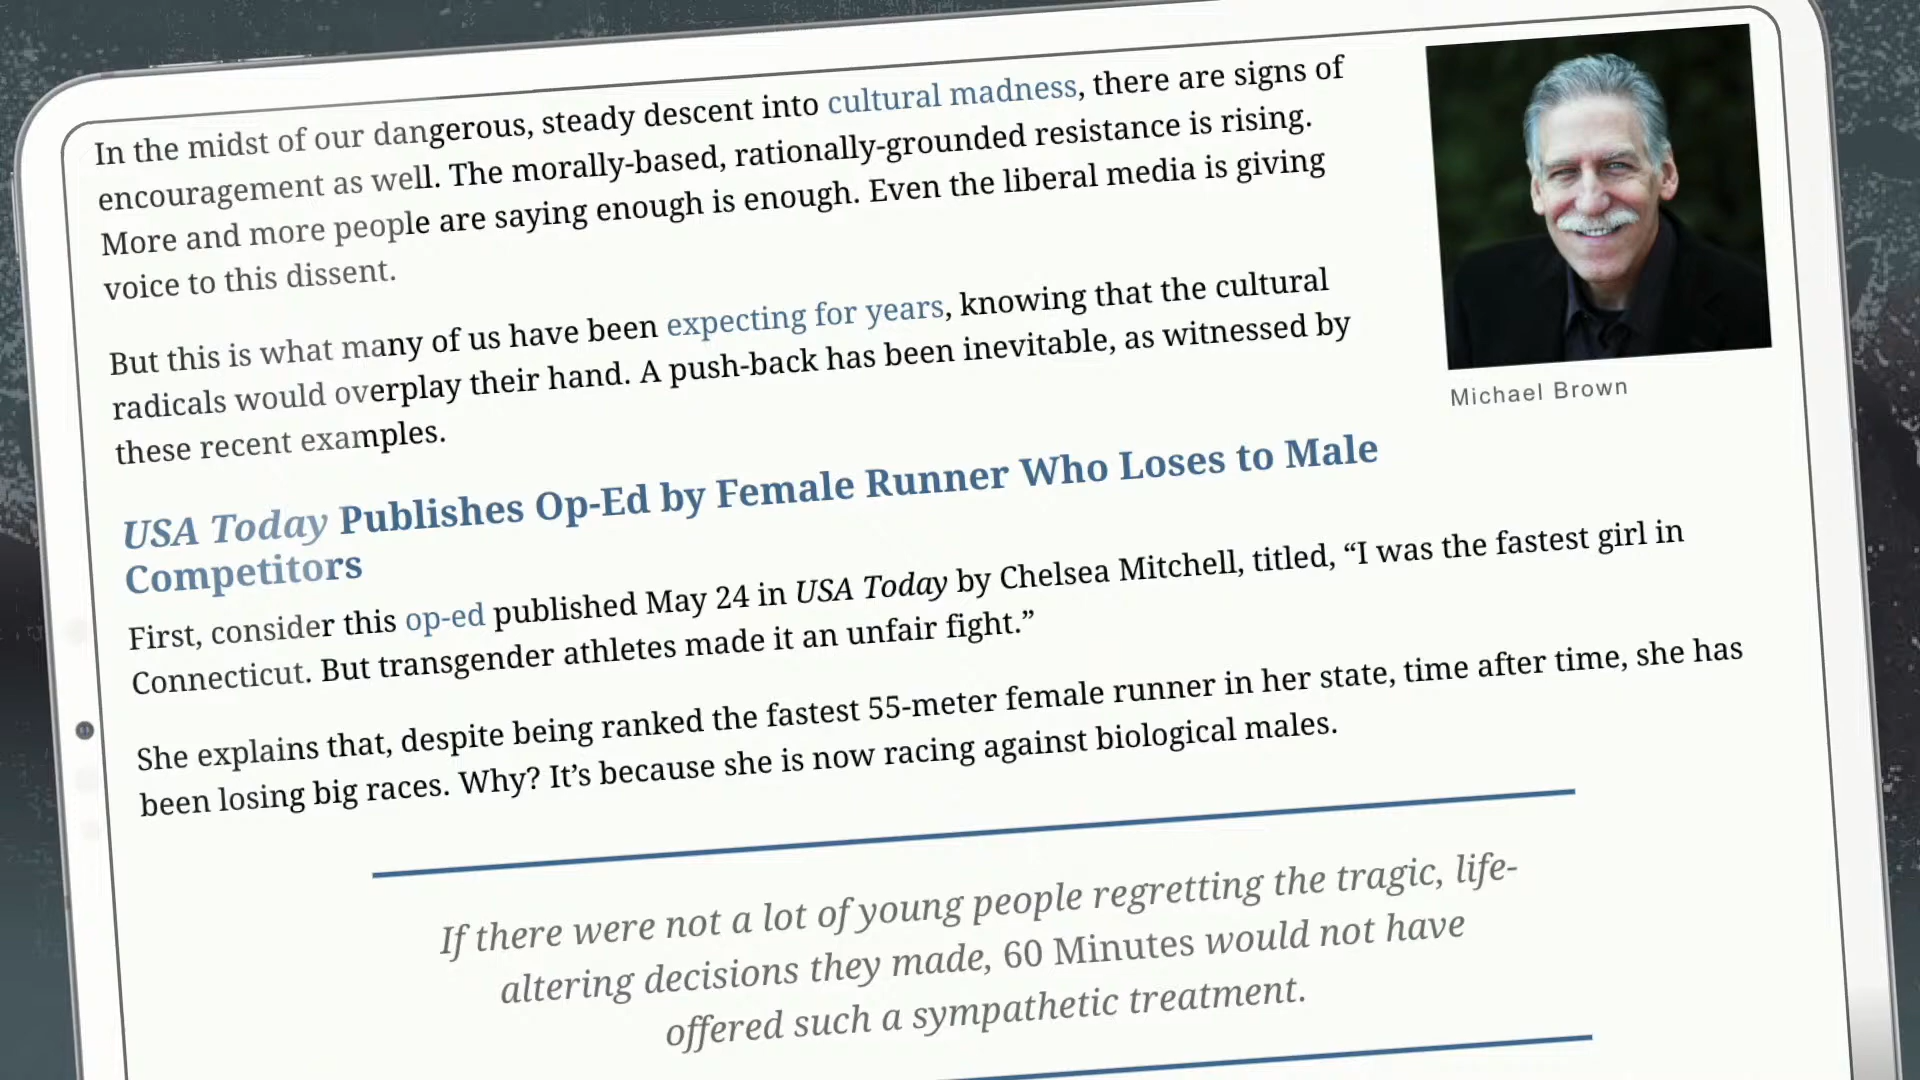 In the midst of our dangerous, steady descent into cultural madness, there are signs of
encouragement as well. The morally-based, rationally-grounded resistance is rising.
More and more people are saying enough is enough. Even the liberal media is giving
voice to this dissent.
But this is what many of us have been expecting for years, knowing that the cultural
radicals would overplay their hand. A push-back has been inevitable, as witnessed by
these recent examples.
Michael Brown
USA Today Publishes Op-Ed by Female Runner Who Loses to Male
Competitors
First, consider this op-ed published May 24 in USA Today by Chelsea Mitchell, titled, “I was the fastest girl in
Connecticut. But transgender athletes made it an unfair fight.”
She explains that, despite being ranked the fastest 55-meter female runner in her state, time after time, she has
been losing big races. Why? It’s because she is now racing against biological males.
If there were not a lot of young people regretting the tragic, life-
altering decisions they made, 60 Minutes would not have
offered such a sympathetic treatment.